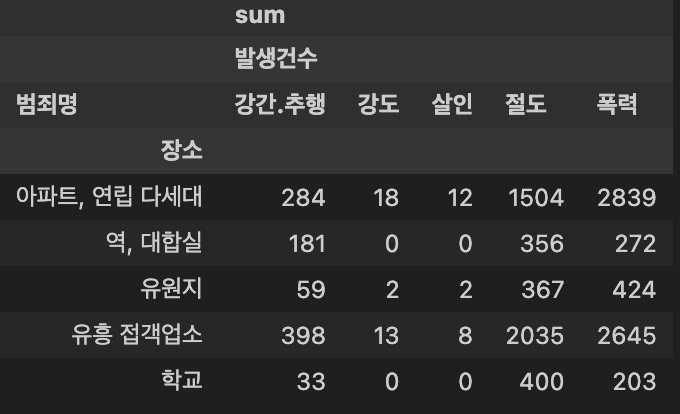 sum
발생건수
범죄명 강간.추행 강도 살인 절도 폭력
장소
아파트, 연립 다세대 284 18 12 1504 2839
역, 대합실 181 0 0 356 272
유원지 59 2 2 367 424
유흥 접객업소 398 13 8 2035 2645
학교 33 0 0 400 203